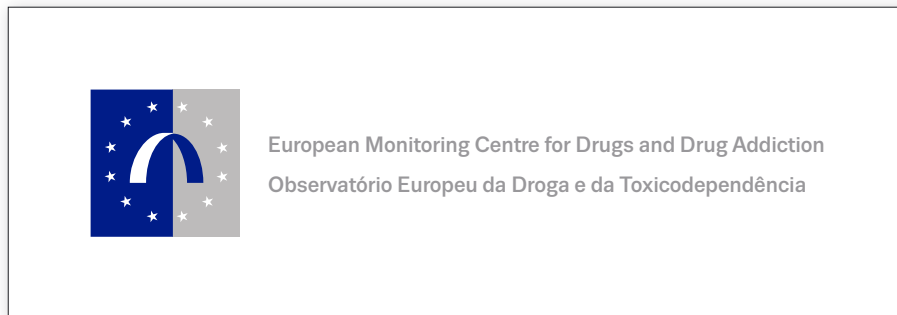 European Monitoring Centre for Drugs and Drug Addiction
Observatório Europeu da Droga e da Toxicodependência